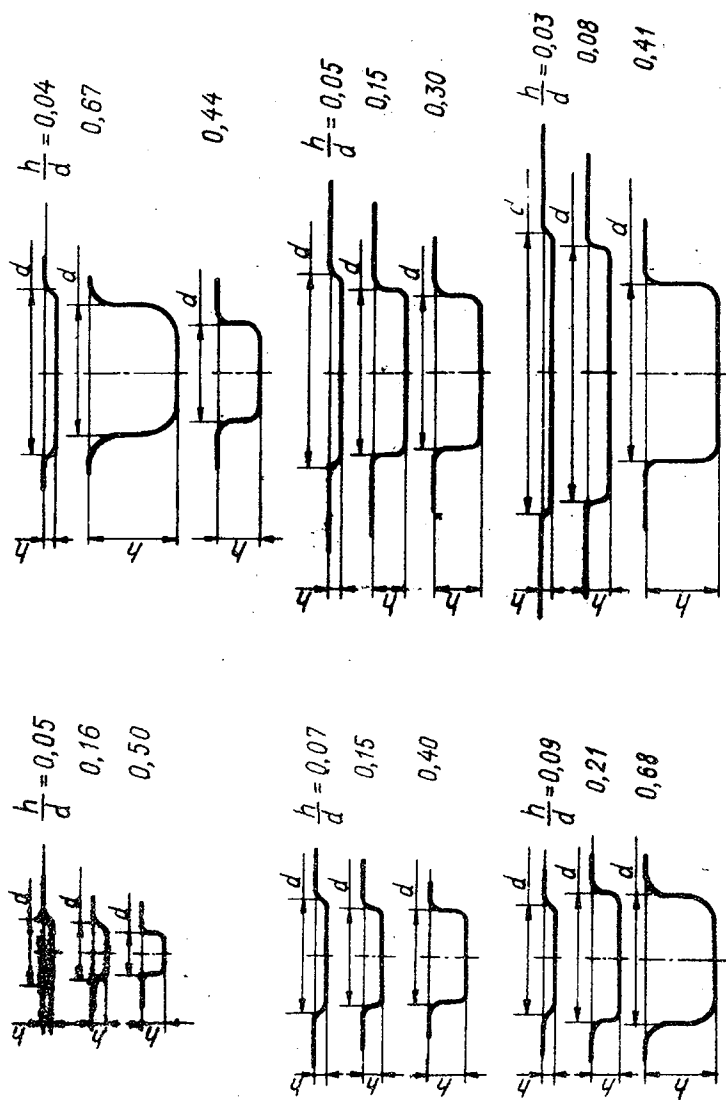 h/d = 0,05
d
h
0,16
d
h
0,50
d
h
h/d = 0,04
d
h
0,67
d
h
0,44
d
h
h/d = 0,07
d
h
0,15
d
h
0,40
d
h
h/d = 0,05
d
h
0,15
d
h
0,30
d
h
h/d = 0,09
d
h
0,21
d
h
0,68
d
h
h/d = 0,03
d
h
0,08
d
h
0,41
d
h